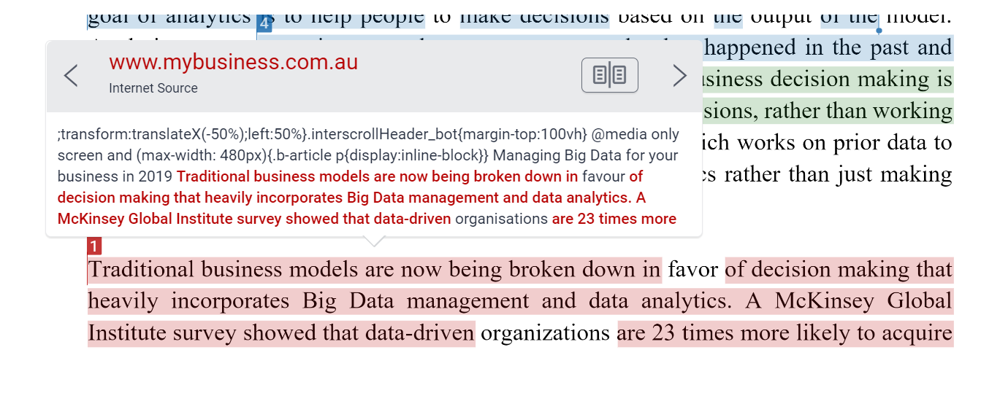 goal of analytics is to help people to make decisions based on the output of the model.
4
happened in the past and
www.mybusiness.com.au
Internet Source
usiness decision making is
sions, rather than working
;transform:translateX(-50%);left:50%}.interscrollHeader_bot{margin-top:100vh} @media only
screen and (max-width: 480px){.b-article p{display:inline-block}} Managing Big Data for your
business in 2019 Traditional business models are now being broken down in favour of
decision making that heavily incorporates Big Data management and data analytics. A
McKinsey Global Institute survey showed that data-driven organisations are 23 times more
ich works on prior data to
cs rather than just making
1
Traditional business models are now being broken down in favor of decision making that
heavily incorporates Big Data management and data analytics. A McKinsey Global
Institute survey showed that data-driven organizations are 23 times more likely to acquire